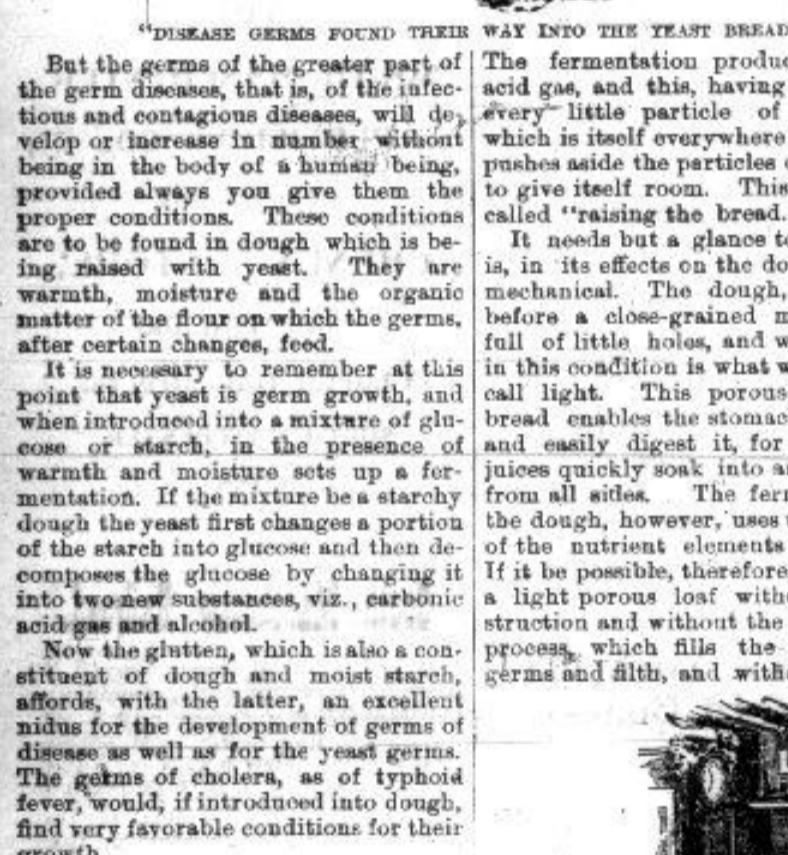 "DISEASE GERMS FOUND THEIR WAY INTO THE YEAST BREAD
But the germs of the greater part of
the germ diseases, that is, of the infec-
tious and contagious diseases, will de-
velop or increase in number without
being in the body of a human being,
provided always you give them the
proper conditions. These conditions
are to be found in dough which is be-
ing raised with yeast. They are
warmth, moisture and the organic
matter of the flour on which the germs,
after certain changes, feed.
It is necessary to remember at this
point that yeast is germ growth, and
when introduced into a mixture of glu-
cose or starch, in the presence of
warmth and moisture sets up a fer-
mentation. If the mixture be a starchy
dough the yeast first changes a portion
of the starch into glucose and then de-
composes the glucose by changing it
into two new substances, viz., carbonic
acid gas and alcohol.
Now the glutten, which is also a con-
stituent of dough and moist starch,
affords, with the latter, an excellent
nidus for the development of germs of
disease as well as for the yeast germs.
The germs of cholera, as of typhoid
fever, would, if introduced into dough,
find very favorable conditions for their
growth.
The fermentation produc
acid gas, and this, having
every little particle of
which is itself everywhere
pushes aside the particles
to give itself room. This
called "raising the bread.
It needs but a glance to
is, in its effects on the do
mechanical. The dough,
before a close-grained m
full of little holes, and w
in this condition is what w
call light. This porous
bread enables the stomac
and easily digest it, for
juices quickly soak into
from all sides. The fer
the dough, however, uses
of the nutrient elements
If it be possible, therefore
a light porous loaf with
struction and without the
process, which fills the
germs and filth, and with